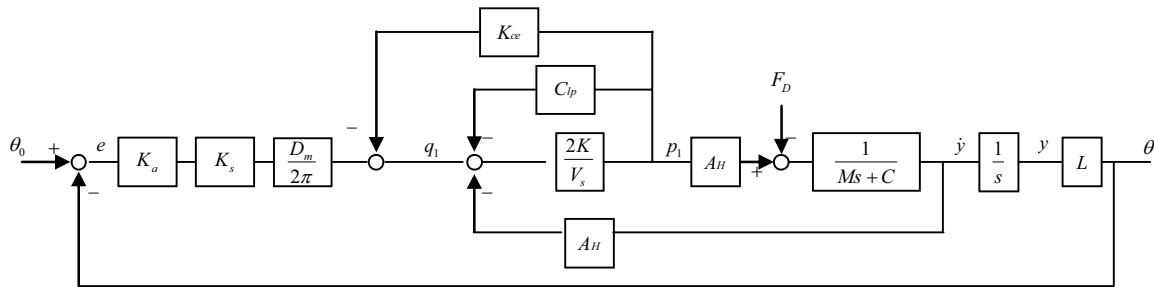 K_ce
C_lp
F_D
θ_0 + e K_a K_s D_m/2π − q_1 − 2K/V_s p_1 A_H + − 1/(Ms + C) ẏ 1/s y L θ
−
−
A_H